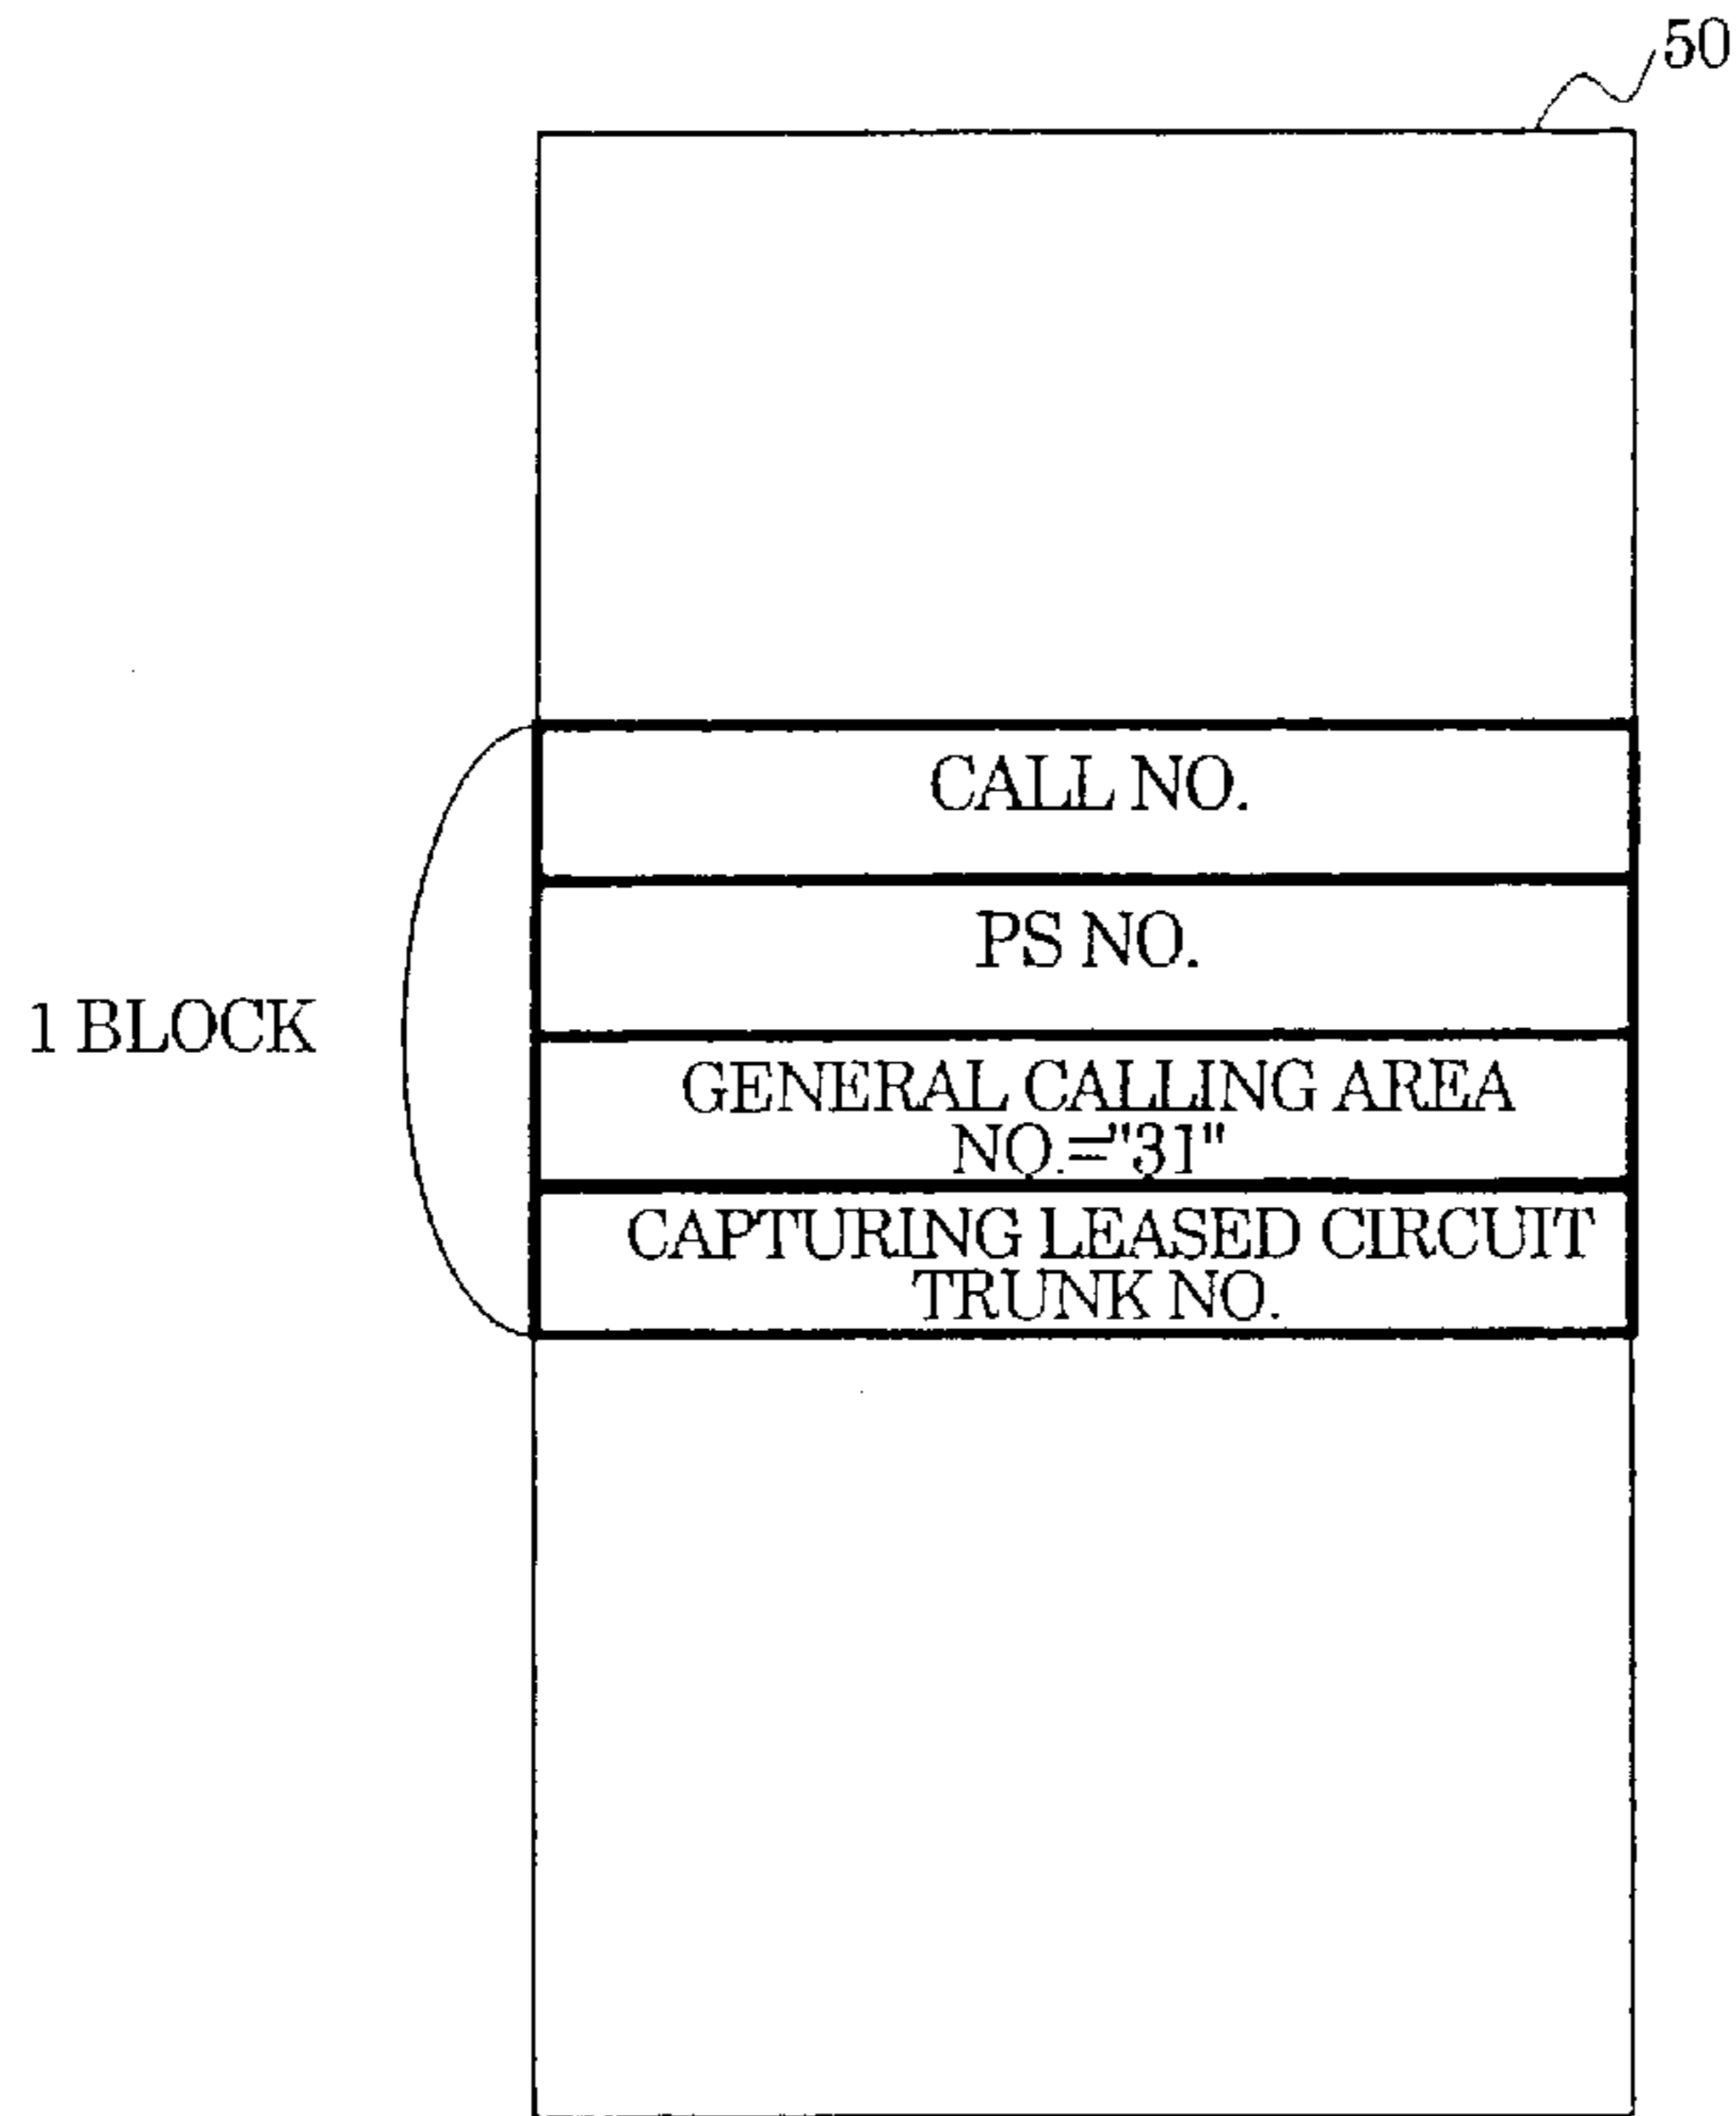 50
CALL NO.
PS NO.
1 BLOCK
GENERAL CALLING AREA
NO.="31"
CAPTURING LEASED CIRCUIT
TRUNK NO.